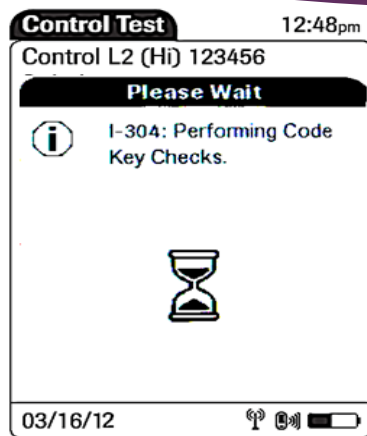 Control Test 12:48pm
Control L2 (Hi) 123456
Please Wait
I-304: Performing Code
Key Checks.
03/16/12